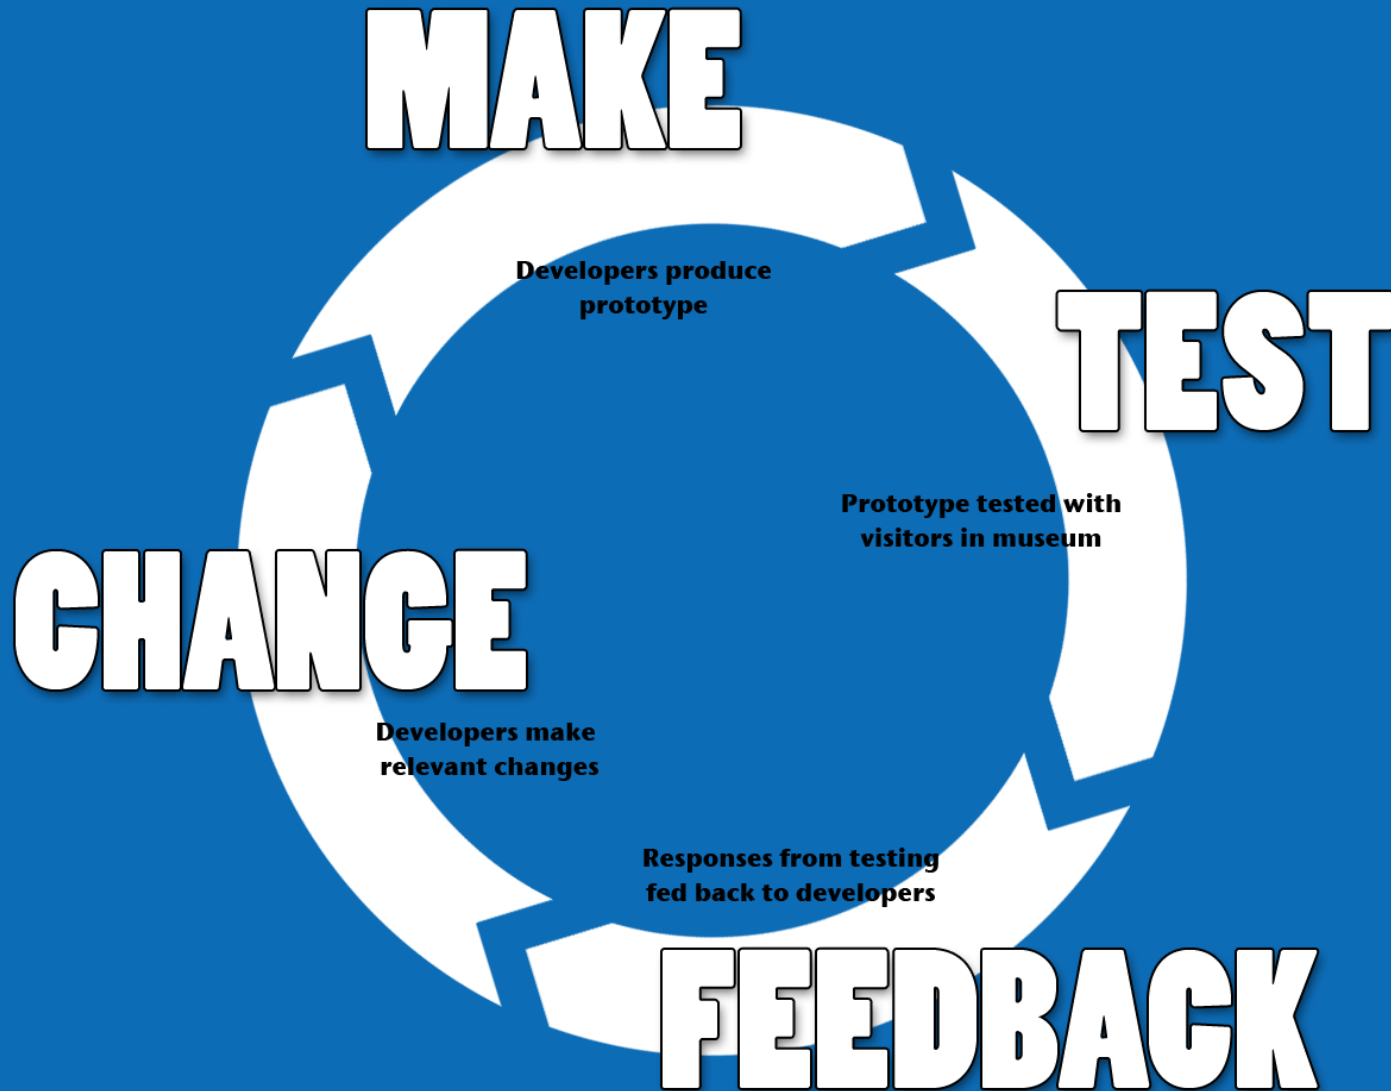 MAKE
Developers produce
prototype
TEST
Prototype tested with
visitors in museum
CHANGE
Developers make
relevant changes
Responses from testing
fed back to developers
FEEDBACK